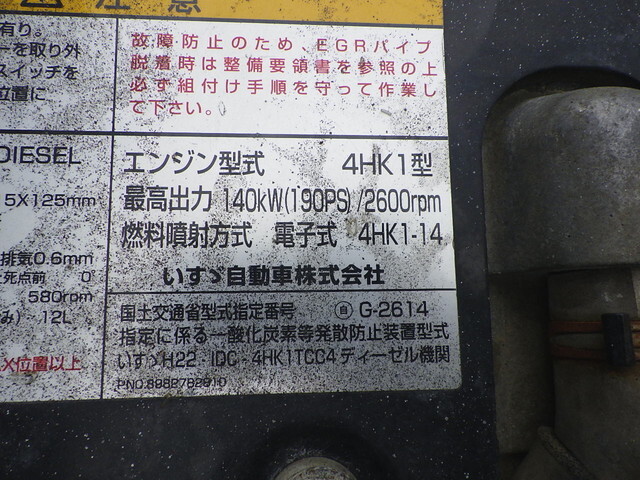 注意
有り。
ーを取り外
スイッチを
位置に
DIESEL
5X125mm
排気0.6mm
死点前 0
580rpm
み) 12L
X位置以上
故障防止のため、EGRパイプ
脱着時は整備要領書を参照の上
必ず組付け手順を守って作業し
て下さい。
エンジン型式 4HK1型
最高出力 140kW(190PS)/2600rpm
燃料噴射方式 電子式 4HK1-14
いすゞ自動車株式会社
国土交通省型式指定番号 自 G-2614
指定に係る一酸化炭素等発散防止装置型式
いすゞH22.IDC-4HK1TCC4ディーゼル機関